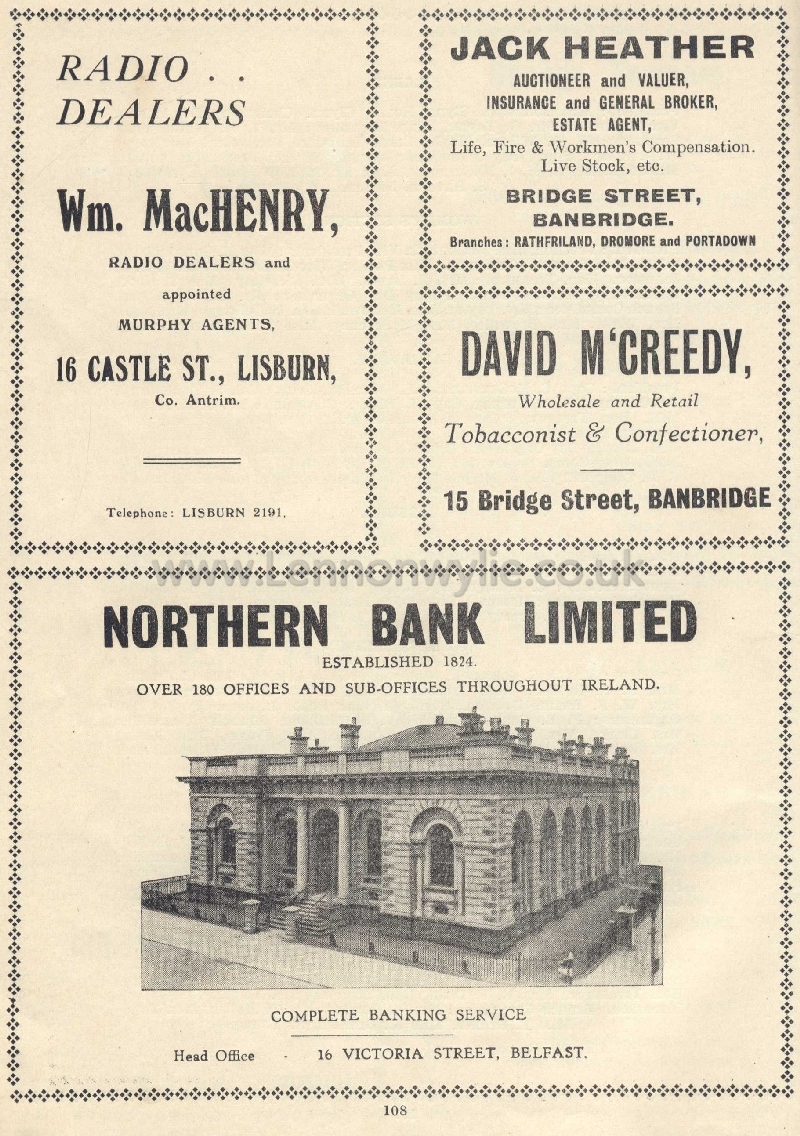 RADIO . .
DEALERS
Wm. MacHENRY,
RADIO DEALERS and
appointed
MURPHY AGENTS,
16 CASTLE ST., LISBURN,
Co. Antrim.
Telephone: LISBURN 2191.
JACK HEATHER
AUCTIONEER and VALUER,
INSURANCE and GENERAL BROKER,
ESTATE AGENT,
Life, Fire & Workmen's Compensation.
Live Stock, etc.
BRIDGE STREET,
BANBRIDGE.
Branches: RATHFRILAND, DROMORE and PORTADOWN
DAVID M'CREEDY,
Wholesale and Retail
Tobacconist & Confectioner,
15 Bridge Street, BANBRIDGE
www.Lennonwylie.co.uk
NORTHERN BANK LIMITED
ESTABLISHED 1824.
OVER 180 OFFICES AND SUB-OFFICES THROUGHOUT IRELAND.
COMPLETE BANKING SERVICE
Head Office - 16 VICTORIA STREET, BELFAST.
108